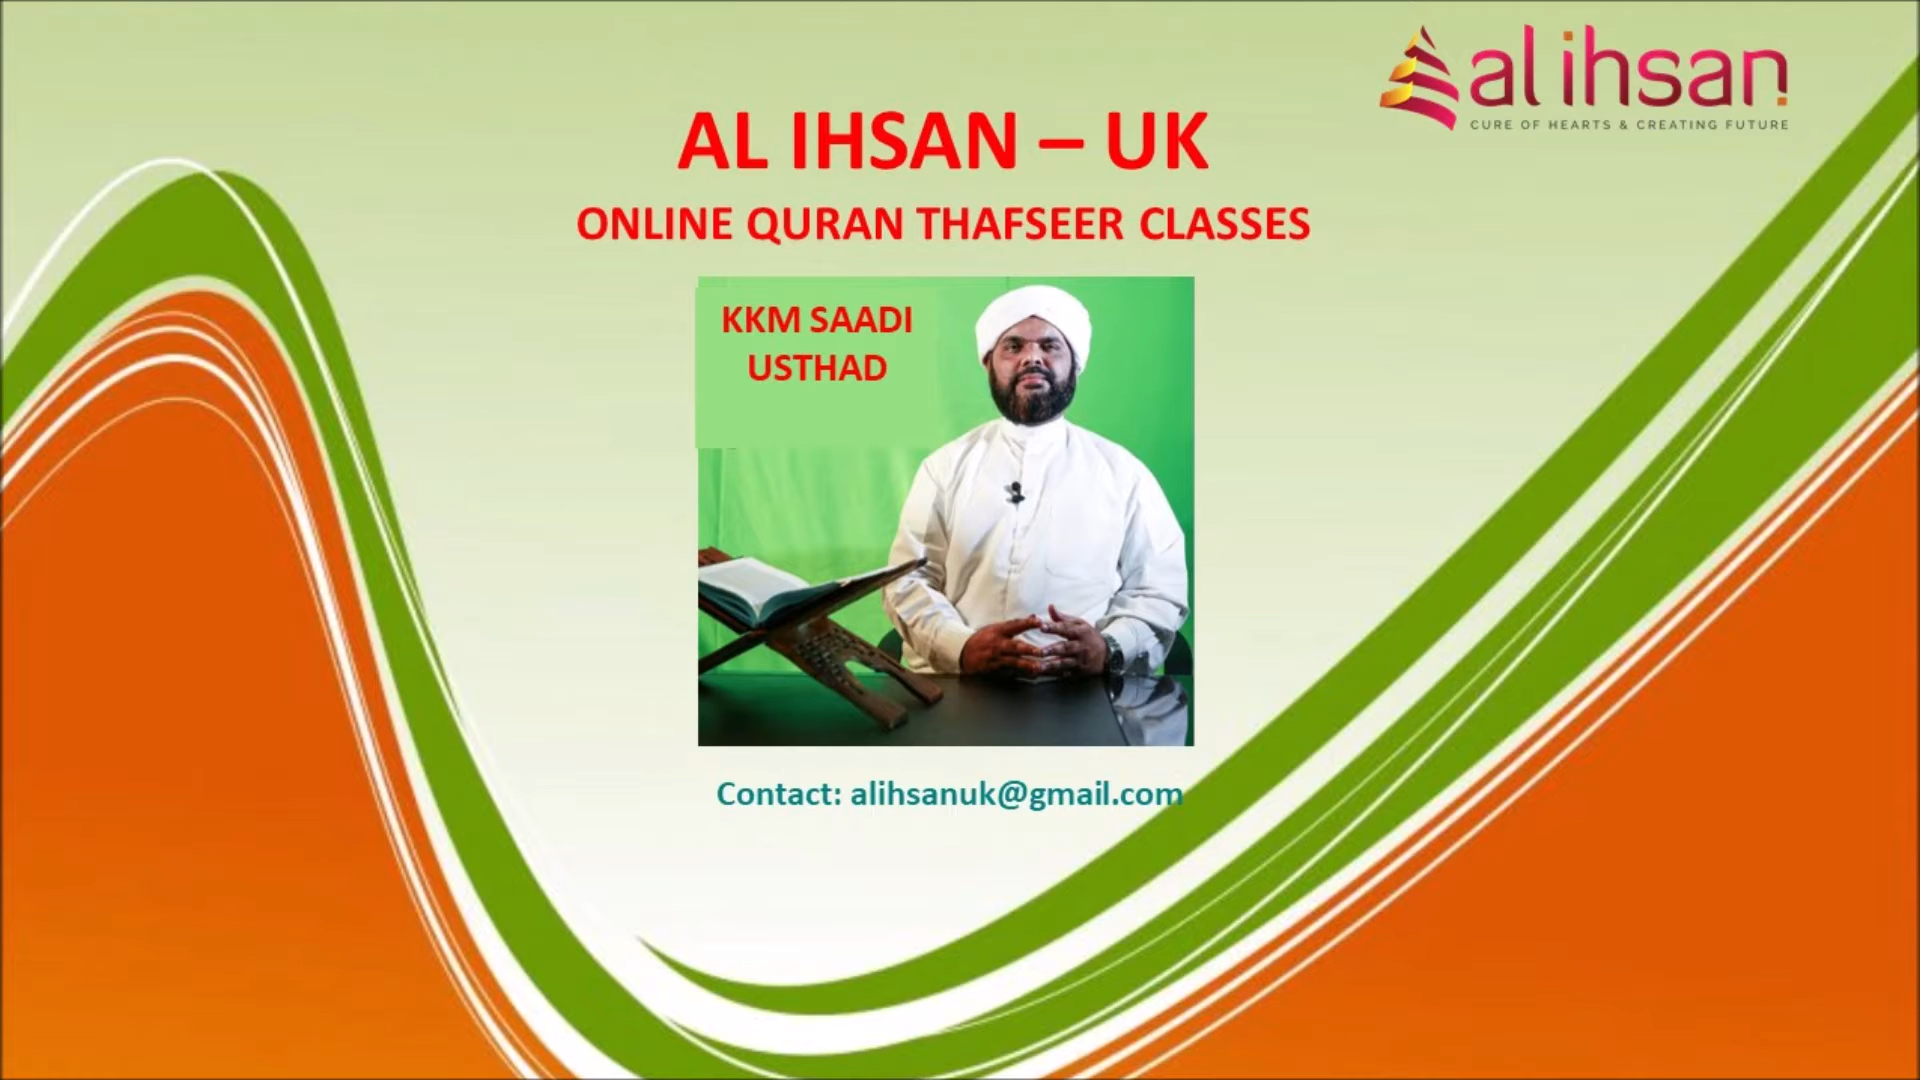 al ihsan
CURE OF HEARTS & CREATING FUTURE
AL IHSAN – UK
ONLINE QURAN THAFSEER CLASSES
KKM SAADI
USTHAD
Contact: alihsanuk@gmail.com